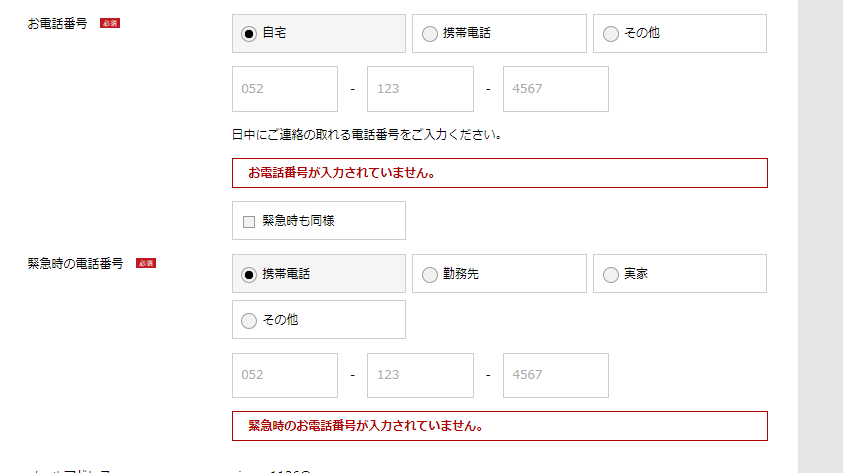 お電話番号 必須
自宅 携帯電話 その他
052 - 123 - 4567
日中にご連絡の取れる電話番号をご入力ください。
お電話番号が入力されていません。
緊急時も同様
緊急時の電話番号 必須
携帯電話 勤務先 実家
その他
052 - 123 - 4567
緊急時のお電話番号が入力されていません。